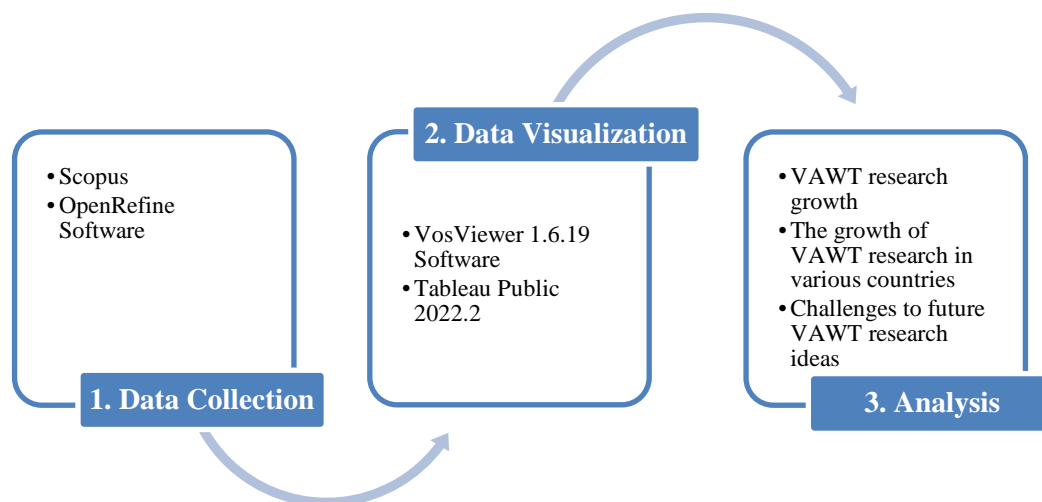 • Scopus
• OpenRefine
Software
1. Data Collection
2. Data Visualization
• VosViewer 1.6.19
Software
• Tableau Public
2022.2
• VAWT research
growth
• The growth of
VAWT research in
various countries
• Challenges to future
VAWT research
ideas
3. Analysis